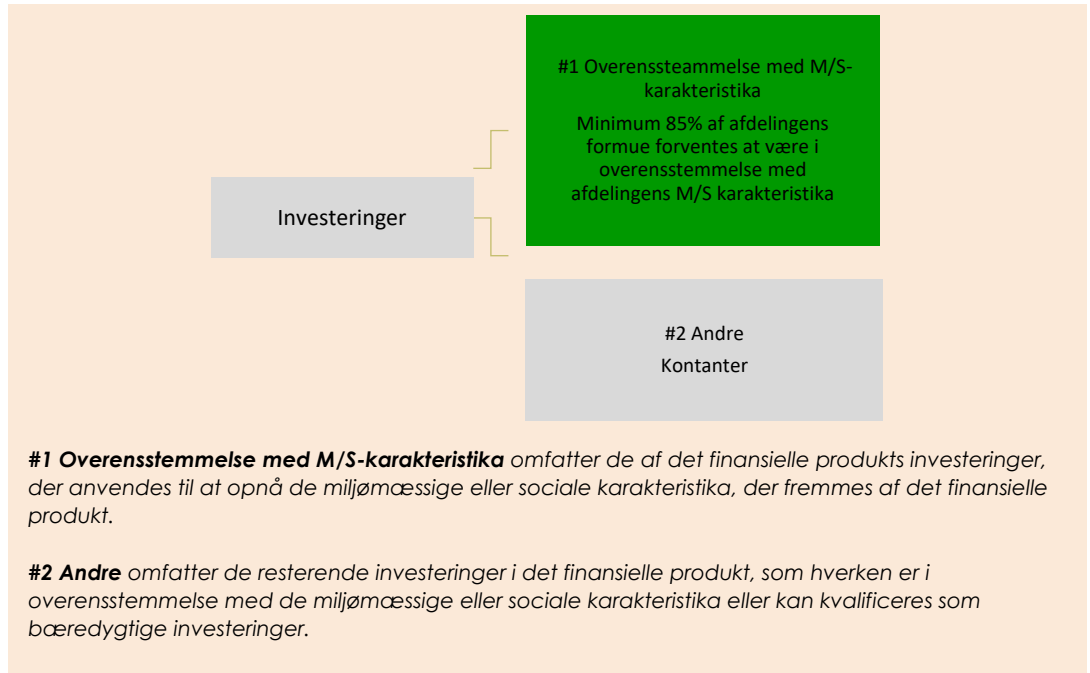 #1 Overenssteammelse med M/S-
karakteristika
Minimum 85% af afdelingens
formue forventes at være i
overensstemmelse med
afdelingens M/S karakteristika
Investeringer
#2 Andre
Kontanter
#1 Overensstemmelse med M/S-karakteristika omfatter de af det finansielle produkts investeringer,
der anvendes til at opnå de miljømæssige eller sociale karakteristika, der fremmes af det finansielle
produkt.
#2 Andre omfatter de resterende investeringer i det finansielle produkt, som hverken er i
overensstemmelse med de miljømæssige eller sociale karakteristika eller kan kvalificeres som
bæredygtige investeringer.